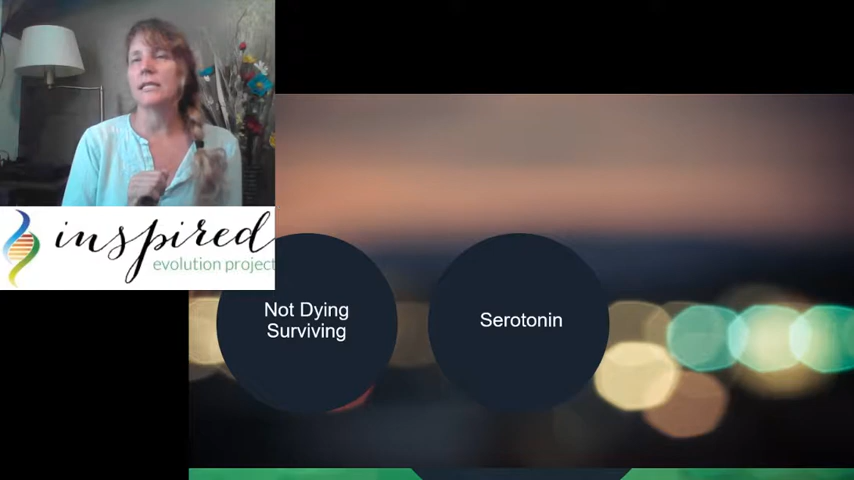 inspired
evolution project
Not Dying
Surviving
Serotonin